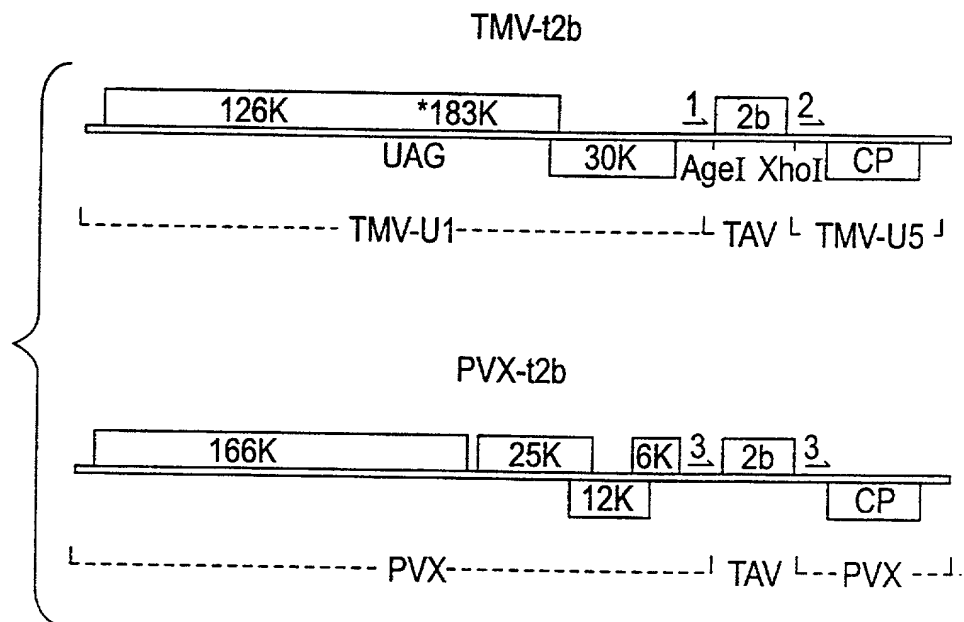 TMV-t2b
126K *183K 1 2b 2
UAG 30K AgeI XhoI CP
TMV-U1 TAV TMV-U5
PVX-t2b
166K 25K 6K 3 2b 3
12K CP
PVX TAV PVX